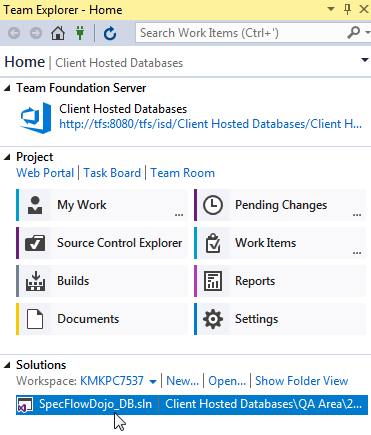 Team Explorer - Home
Search Work Items (Ctrl+')
Home | Client Hosted Databases
Team Foundation Server
Client Hosted Databases
http://tfs:8080/tfs/isd/Client Hosted Databases/Client H...
Project
Web Portal | Task Board | Team Room
My Work ... Pending Changes ...
Source Control Explorer Work Items ...
Builds Reports
Documents Settings
Solutions
Workspace: KMKPC7537 | New... | Open... | Show Folder View
SpecFlowDojo_DB.sln | Client Hosted Databases\QA Area\2...